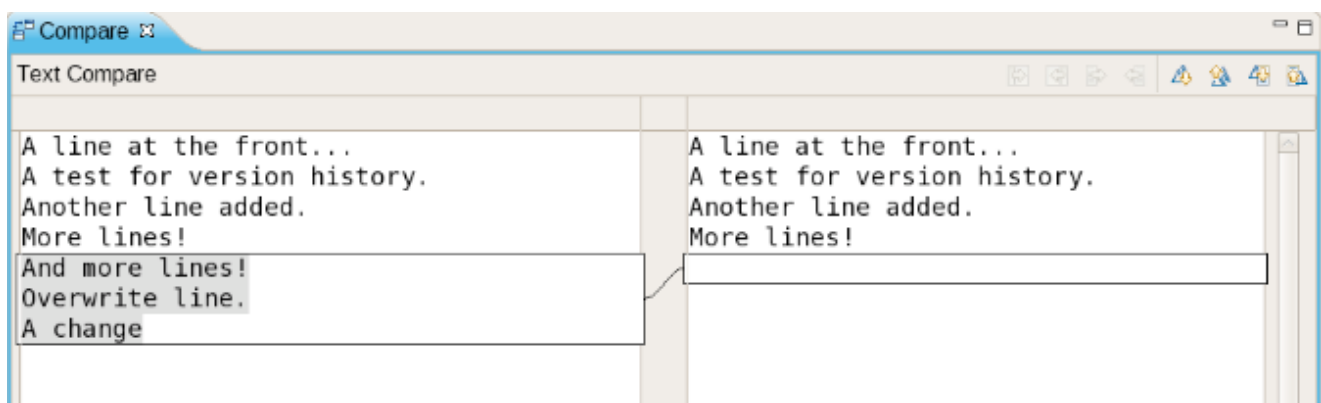 Compare
Text Compare
A line at the front...
A test for version history.
Another line added.
More lines!
And more lines!
Overwrite line.
A change
A line at the front...
A test for version history.
Another line added.
More lines!